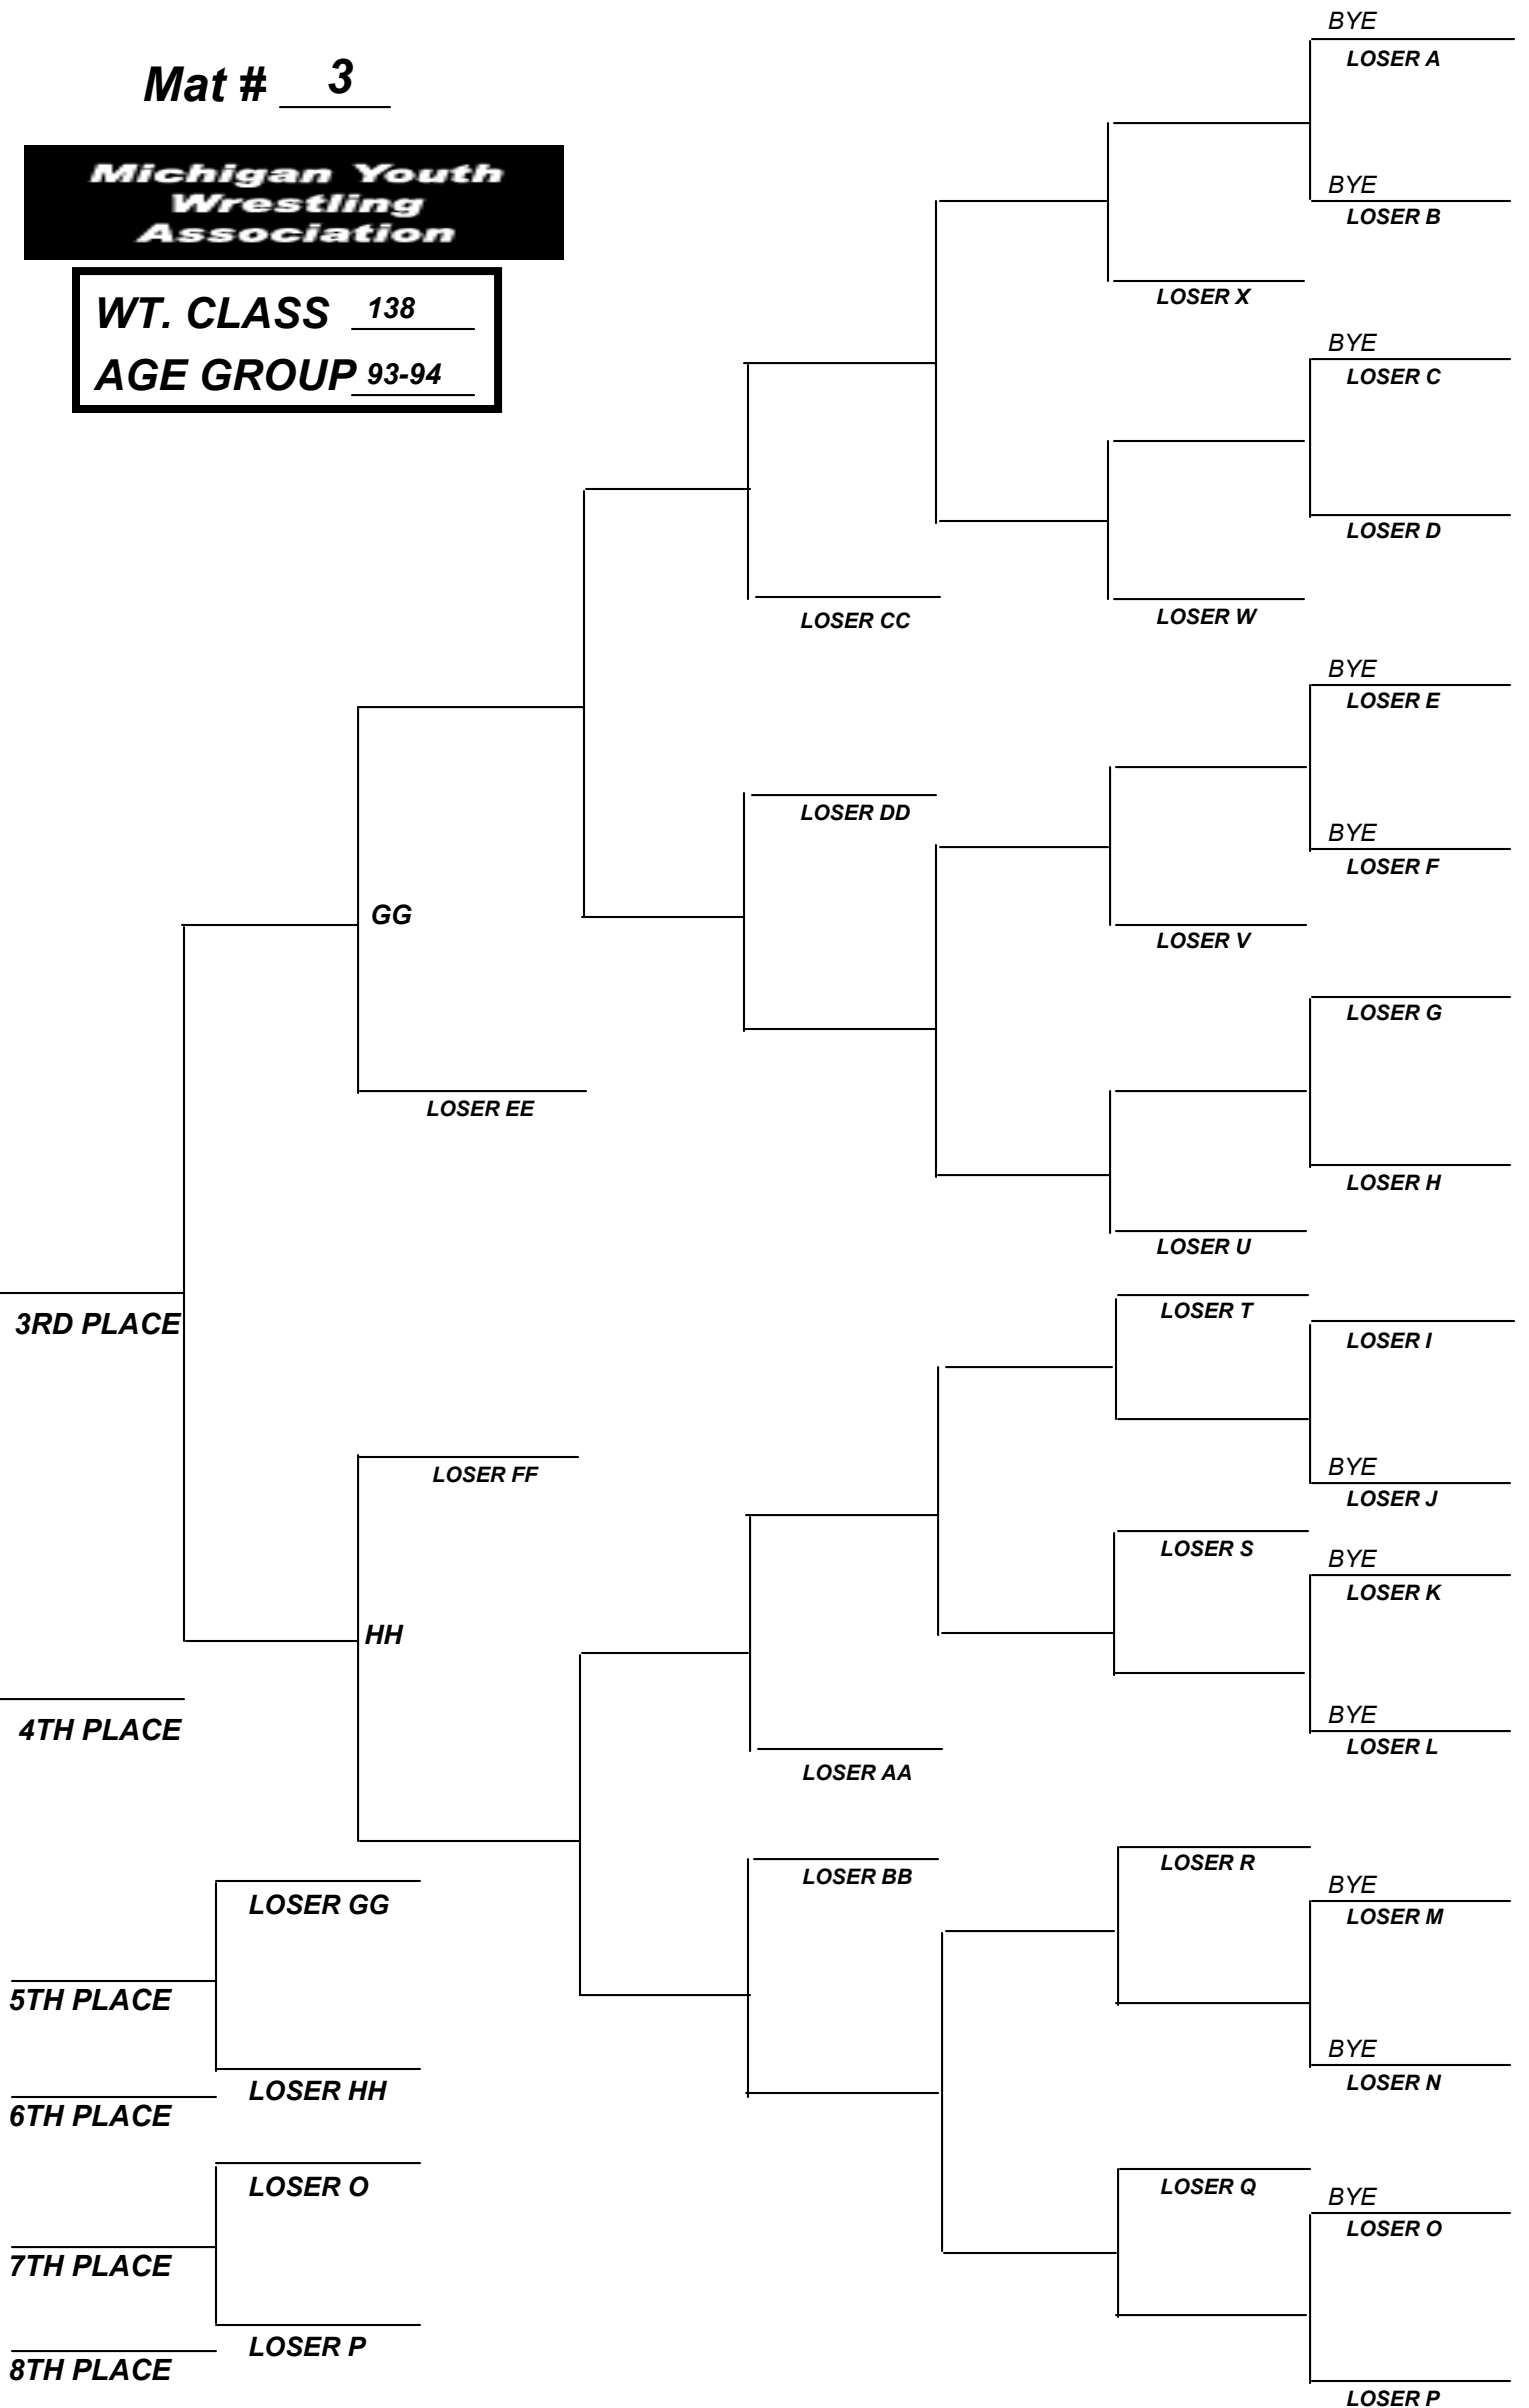 Mat # 3
Michigan Youth
Wrestling
Association
WT. CLASS 138
AGE GROUP 93-94
BYE
LOSER A
BYE
LOSER B
LOSER X
BYE
LOSER C
LOSER D
LOSER CC
LOSER W
BYE
LOSER E
LOSER DD
BYE
LOSER F
GG
LOSER V
LOSER G
LOSER EE
LOSER H
LOSER U
LOSER T
3RD PLACE
LOSER I
LOSER FF
BYE
LOSER J
LOSER S
BYE
LOSER K
HH
BYE
4TH PLACE
LOSER L
LOSER AA
LOSER R
LOSER BB
BYE
LOSER GG
LOSER M
5TH PLACE
BYE
LOSER HH
LOSER N
6TH PLACE
LOSER O
LOSER Q
BYE
LOSER O
7TH PLACE
LOSER P
8TH PLACE
LOSER P